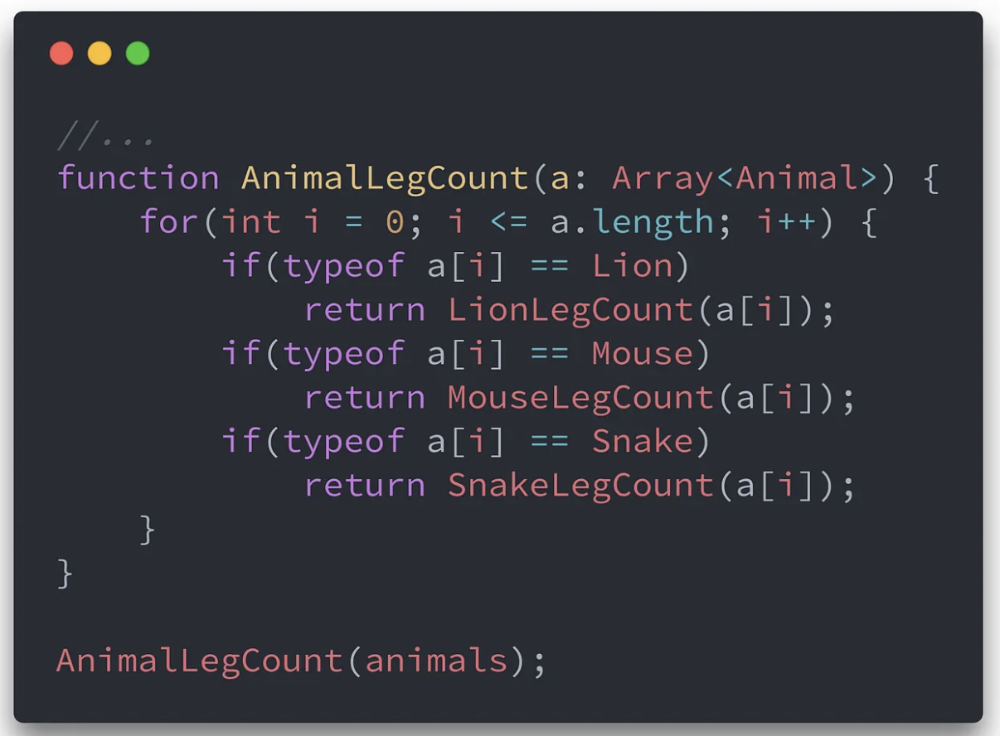 //...
function AnimalLegCount(a: Array<Animal>) {
    for(int i = 0; i <= a.length; i++) {
        if(typeof a[i] == Lion)
            return LionLegCount(a[i]);
        if(typeof a[i] == Mouse)
            return MouseLegCount(a[i]);
        if(typeof a[i] == Snake)
            return SnakeLegCount(a[i]);
    }
}

AnimalLegCount(animals);